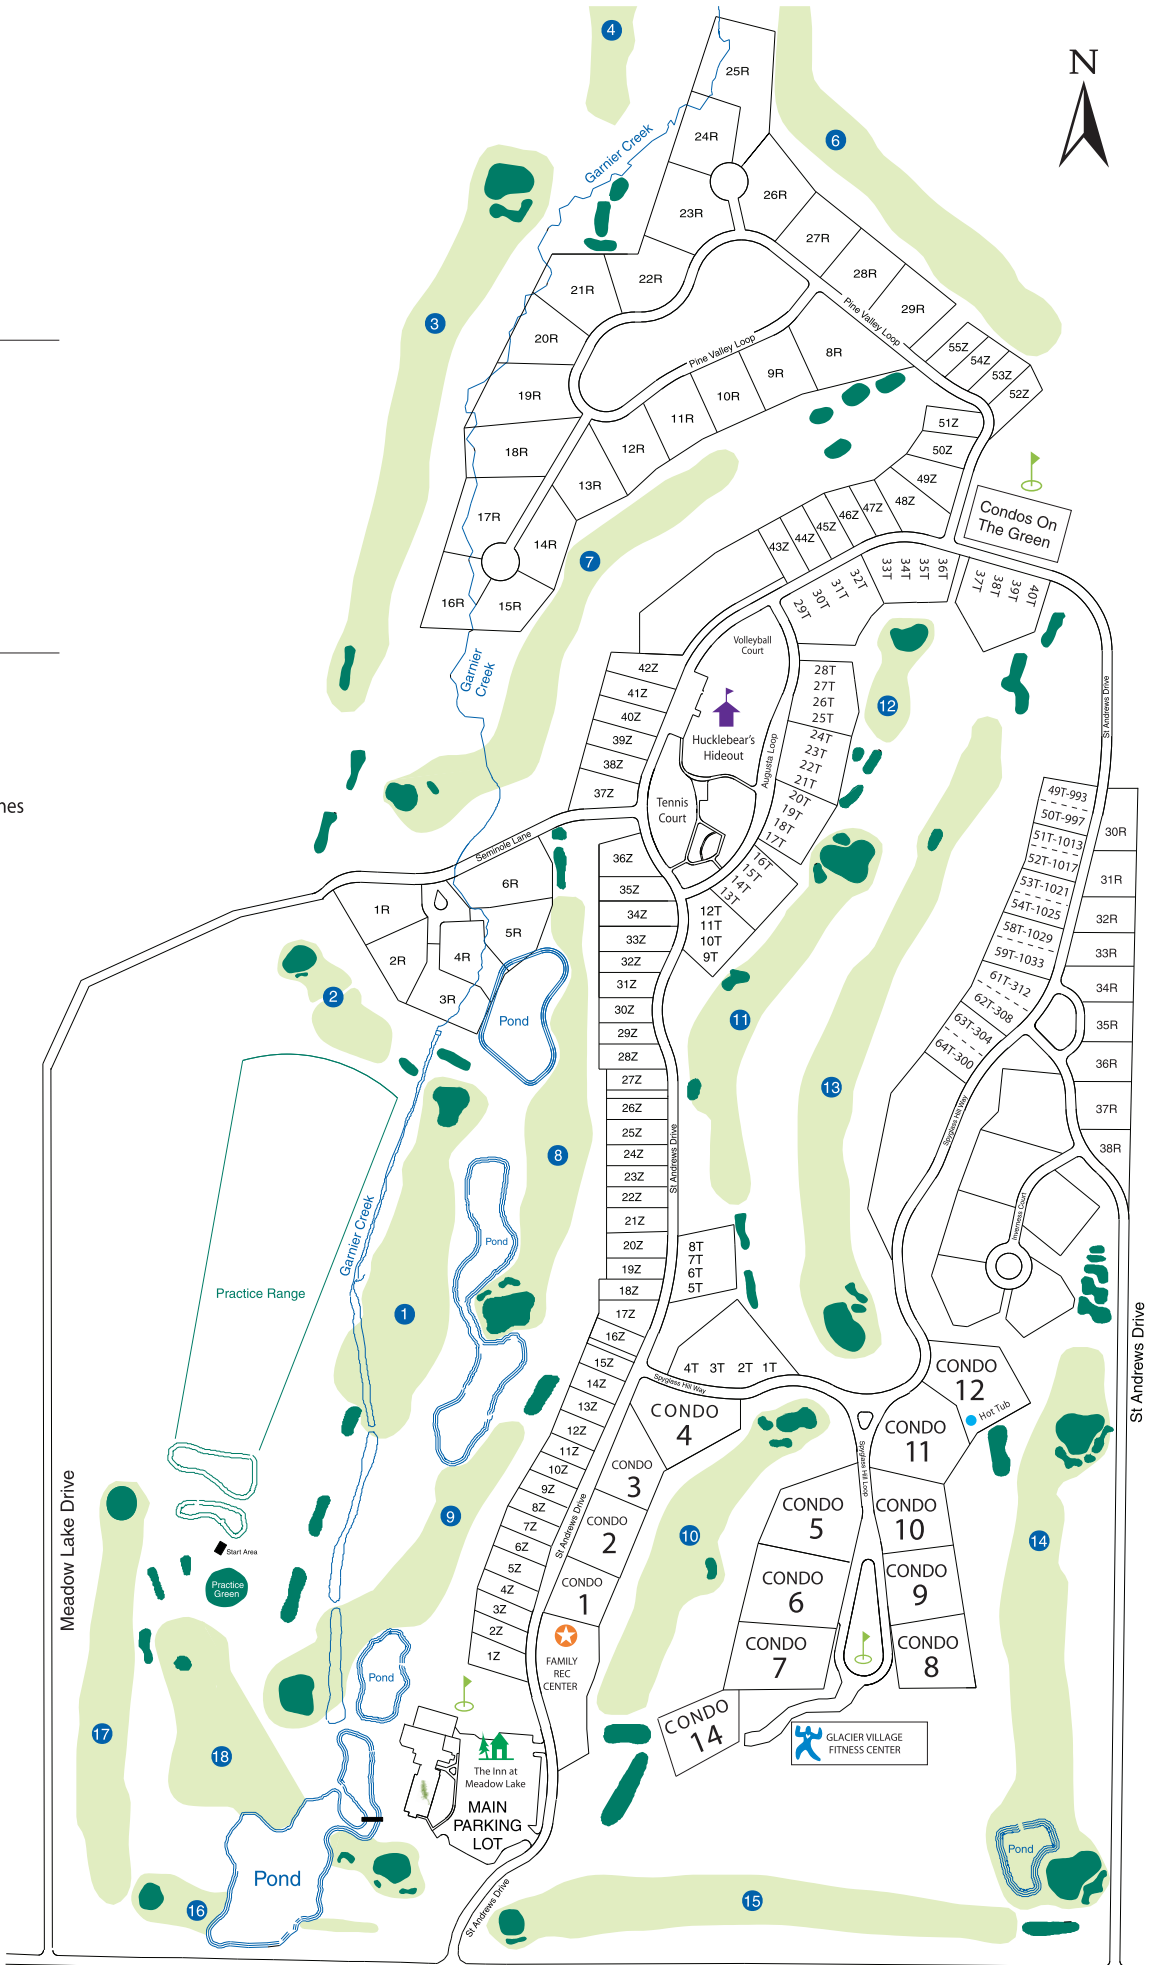 4
N
25R
6
24R
Garnier Creek
26R
23R
27R
22R
28R
21R
29R
Pine Valley Loop
3
20R
Pine Valley Loop
8R
55Z
54Z
53Z
52Z
9R
19R
10R
11R
51Z
12R
50Z
18R
49Z
13R
48Z
47Z
46Z
45Z
44Z
43Z
Condos On
The Green
17R
14R
7
16R
15R
29T
30T
31T
32T
33T
34T
35T
36T
37T
38T
39T
40T
Garnier
Creek
Volleyball
Court
42Z
41Z
40Z
39Z
38Z
37Z
28T
27T
26T
25T
12
St Andrews Drive
Hucklebear's
Hideout
Augusta Loop
24T
23T
22T
21T
Tennis
Court
20T
19T
18T
17T
nes
Seminole Lane
49T-993
50T-997
51T-1013
52T-1017
53T-1021
54T-1025
58T-1029
59T-1033
61T-312
62T-308
63T-304
64T-300
30R
31R
32R
33R
34R
35R
36R
37R
38R
36Z
35Z
34Z
33Z
32Z
31Z
30Z
29Z
28Z
27Z
26Z
25Z
24Z
23Z
22Z
21Z
20Z
19Z
18Z
17Z
16Z
15Z
14Z
13Z
12Z
11Z
10Z
9Z
8Z
7Z
6Z
5Z
4Z
3Z
2Z
1Z
16T
15T
14T
13T
12T
11T
10T
9T
6R
1R
5R
2R
4R
3R
2
Pond
11
13
Spyglass Hill Way
8
St Andrews Drive
Inverness Court
Garnier Creek
Pond
8T
7T
6T
5T
Practice Range
1
4T 3T 2T 1T
Spyglass Hill Way
CONDO
12
Hot Tub
St Andrews Drive
CONDO
4
CONDO
11
CONDO
3
Spyglass Hill Loop
Meadow Lake Drive
9
CONDO
2
St Andrews Drive
10
CONDO
5
CONDO
10
14
Start Area
Practice
Green
CONDO
1
CONDO
6
CONDO
9
FAMILY
REC
CENTER
CONDO
7
CONDO
8
Pond
17
18
CONDO
14
GLACIER VILLAGE
FITNESS CENTER
The Inn at
Meadow Lake
MAIN
PARKING
LOT
Pond
Pond
16
15
St Andrews Drive